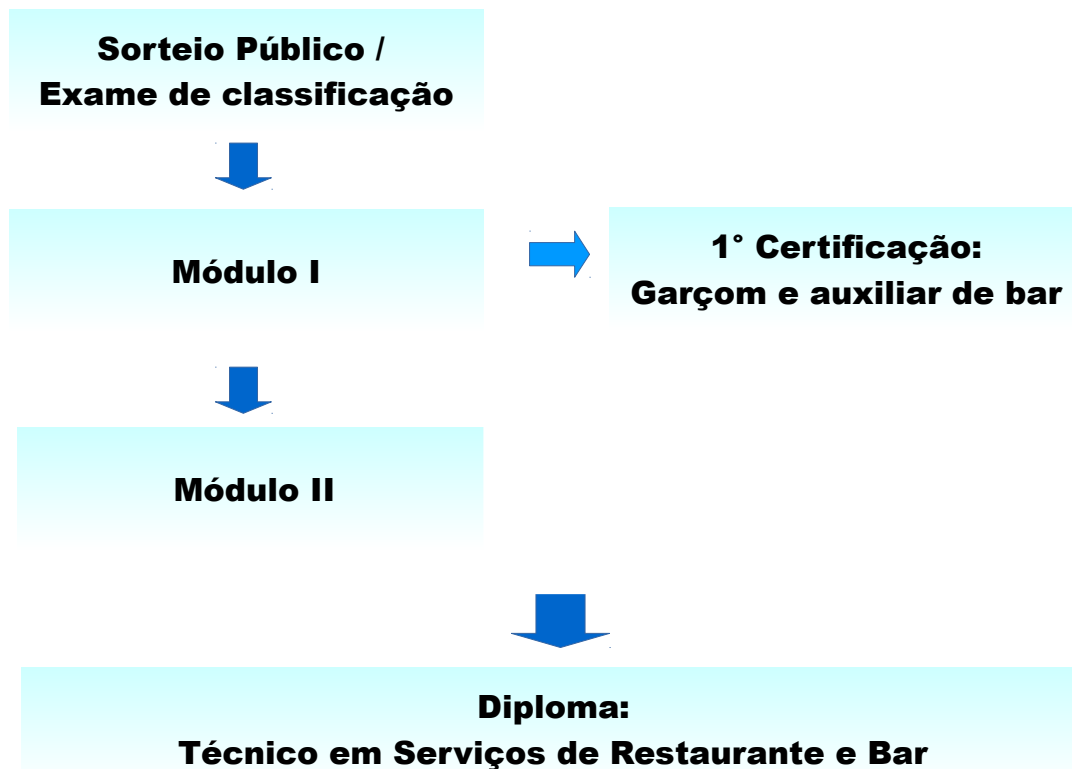 Sorteio Público /
Exame de classificação
Módulo I
1° Certificação:
Garçom e auxiliar de bar
Módulo II
Diploma:
Técnico em Serviços de Restaurante e Bar